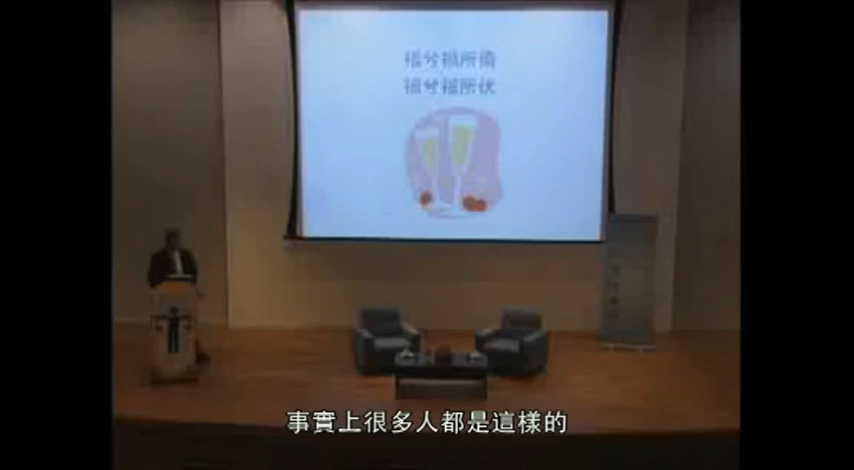 福兮禍所倚
禍兮福所伏
事實上很多人都是這樣的